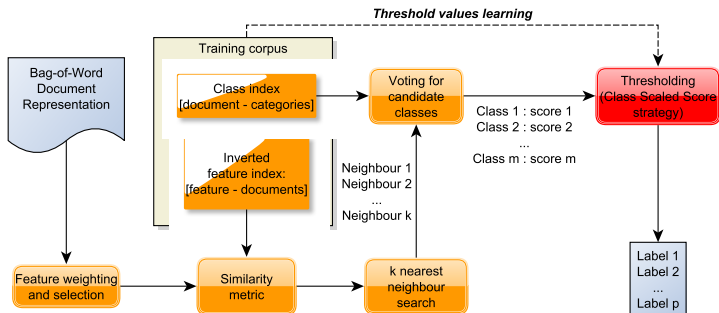 Threshold values learning
Training corpus
Bag-of-Word
Document
Representation
Class index
[document - categories]
Voting for
candidate
classes
Thresholding
(Class Scaled Score
strategy)
Class 1 : score 1
Class 2 : score 2
...
Class m : score m
Inverted
feature index:
[feature - documents]
Neighbour 1
Neighbour 2
...
Neighbour k
Feature weighting
and selection
Similarity
metric
k nearest
neighbour
search
Label 1
Label 2
...
Label p